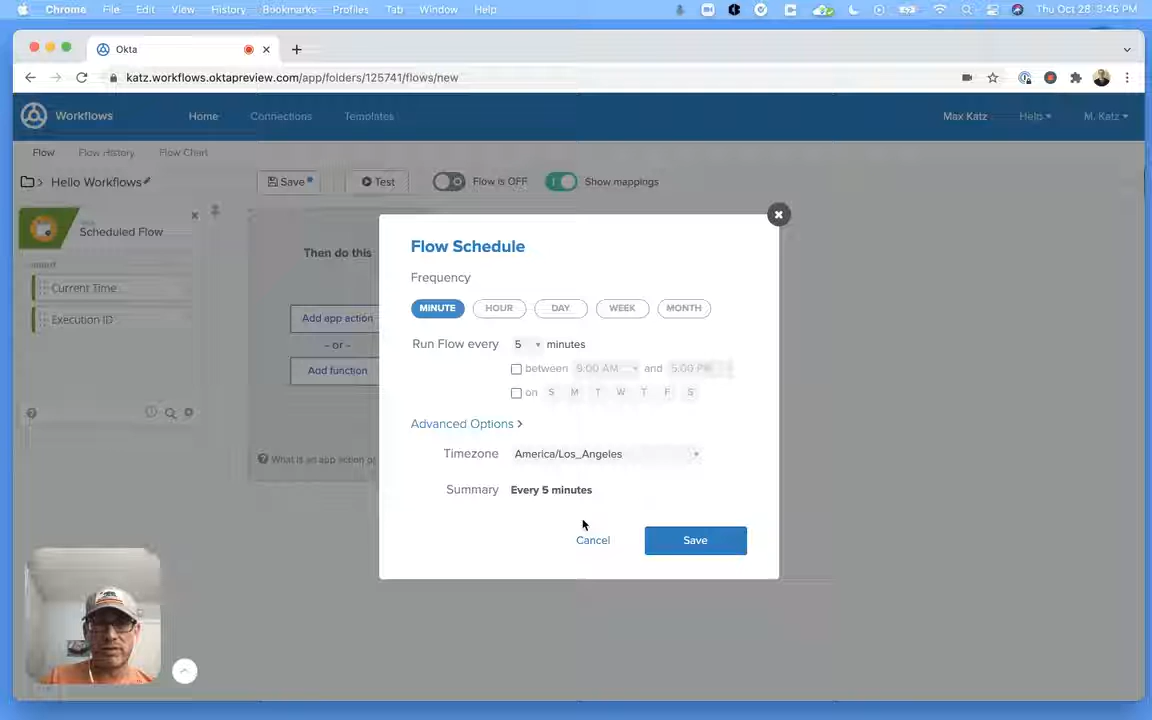 Chrome File Edit View History Bookmarks Profiles Tab Window Help Thu Oct 28 3:45 PM
Okta
katz.workflows.oktapreview.com/app/folders/125741/flows/new
Workflows Home Connections Templates Max Katz Help M. Katz
Flow Flow History Flow Chart
Hello Workflows Save Test Flow is OFF Show mappings
Scheduled Flow
Current Time
Execution ID
Then do this
Add app action
- or -
Add function
What is an app action or
Flow Schedule
Frequency
MINUTE HOUR DAY WEEK MONTH
Run Flow every 5 minutes
between 9:00 AM and 5:00 PM
on S M T W T F S
Advanced Options >
Timezone America/Los_Angeles
Summary Every 5 minutes
Cancel Save